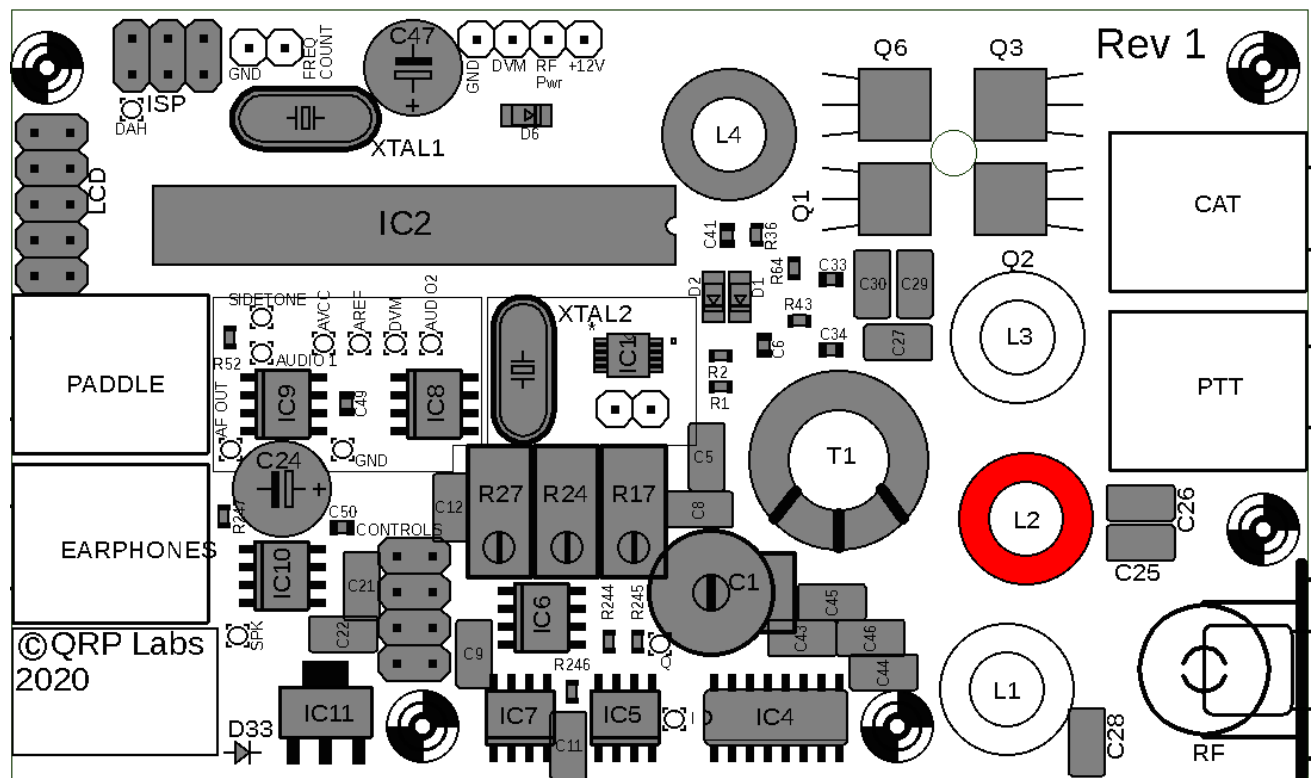 C47
Q6
Q3
Rev 1
GND
FREQ
COUNT
GND
DVM
RF
Pwr
+12V
ISP
DAH
XTAL1
D6
L4
LCD
IC2
Q1
CAT
C41
R36
Q2
R64
C33
C30
C29
D2
D1
SIDETONE
AVCC
AREF
DVM
AUDIO2
XTAL2
*
R43
L3
R52
AUDIO1
IC1
C6
C34
C27
R2
R1
PADDLE
IC9
C49
IC8
PTT
AF OUT
GND
C24
+
C5
T1
R27
R24
R17
C12
C8
R247
C50
CONTROLS
L2
C26
C25
EARPHONES
IC10
C21
C1
C45
IC6
R244
R245
C22
SPK
C9
Q
C43
C46
C44
©QRP Labs
2020
R246
L1
IC11
IC7
IC5
I
IC4
D33
C11
C28
RF